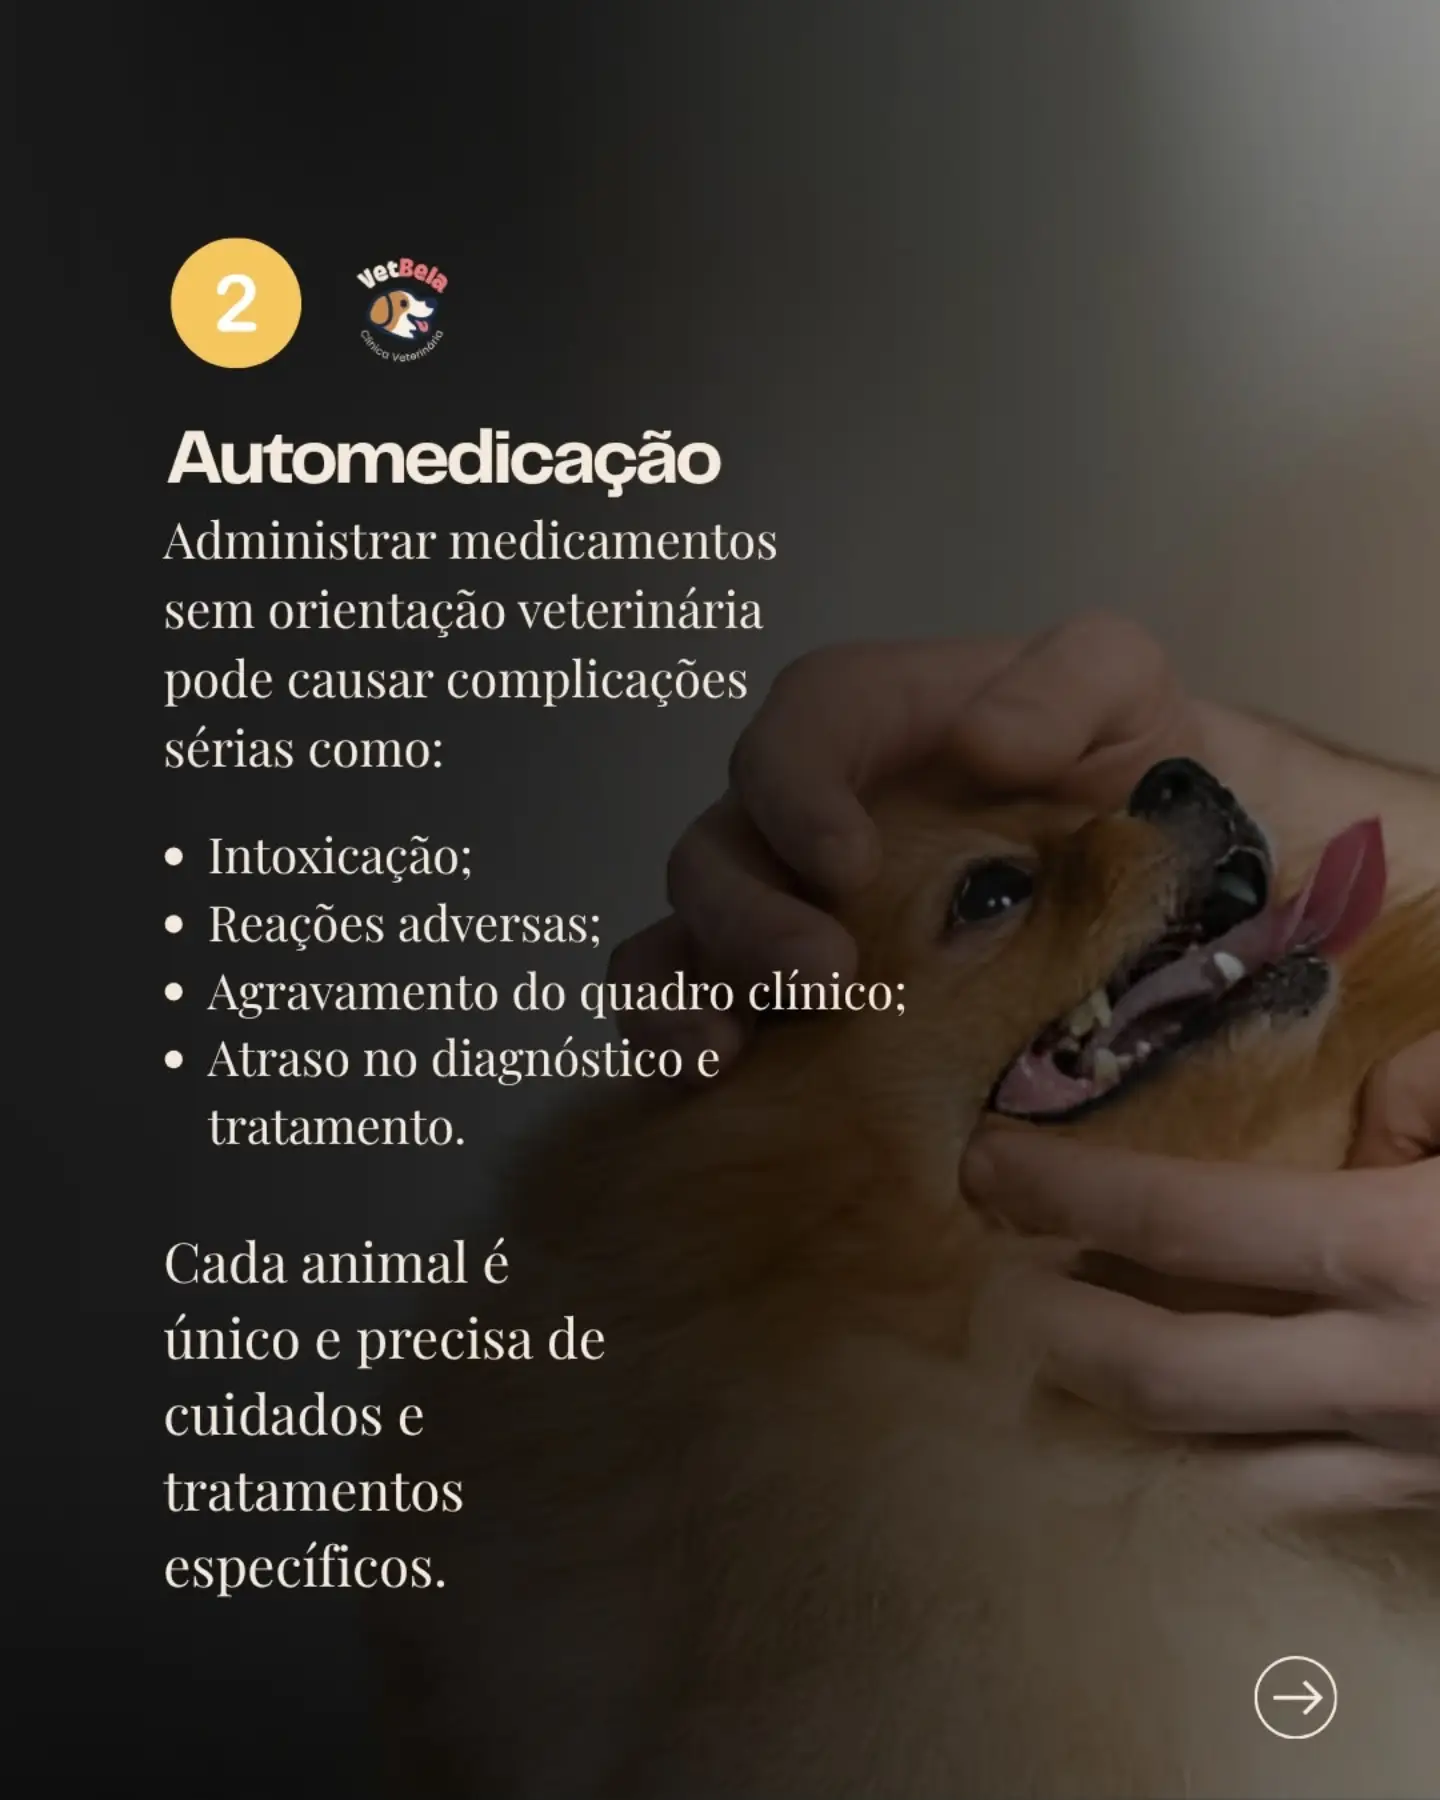 2
VetBela
Clínica Veterinária
Automedicação
Administrar medicamentos
sem orientação veterinária
pode causar complicações
sérias como:
• Intoxicação;
• Reações adversas;
• Agravamento do quadro clínico;
• Atraso no diagnóstico e
tratamento.
Cada animal é
único e precisa de
cuidados e
tratamentos
específicos.